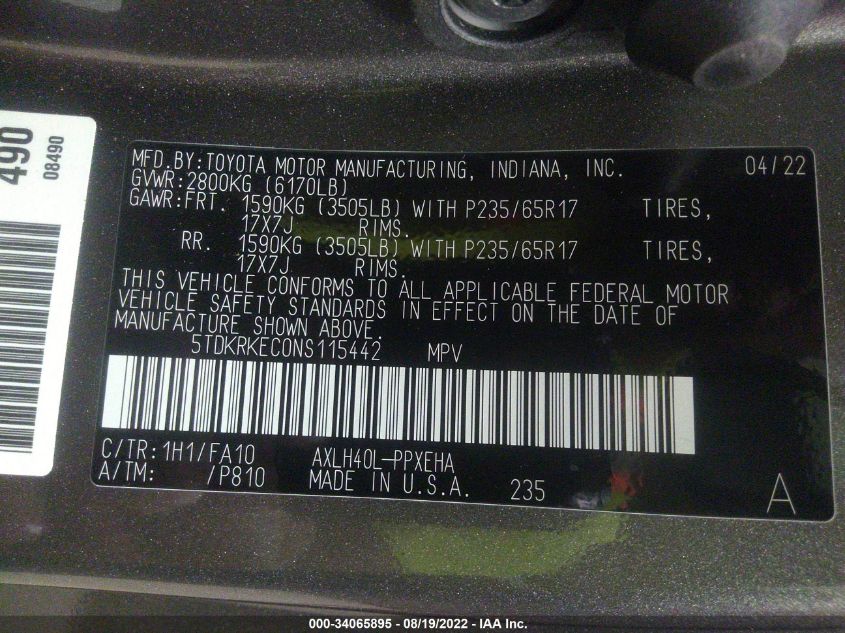 490
08490
MFD.BY:TOYOTA MOTOR MANUFACTURING, INDIANA, INC. 04/22
GVWR:2800KG (6170LB)
GAWR:FRT. 1590KG (3505LB) WITH P235/65R17 TIRES,
17X7J RIMS.
RR. 1590KG (3505LB) WITH P235/65R17 TIRES,
17X7J RIMS.
THIS VEHICLE CONFORMS TO ALL APPLICABLE FEDERAL MOTOR
VEHICLE SAFETY STANDARDS IN EFFECT ON THE DATE OF
MANUFACTURE SHOWN ABOVE.
5TDKRKEC0NS115442 MPV
C/TR:1H1/FA10 AXLH40L-PPXEHA
A/TM: /P810 MADE IN U.S.A. 235 A
000-34065895 - 08/19/2022 - IAA Inc.